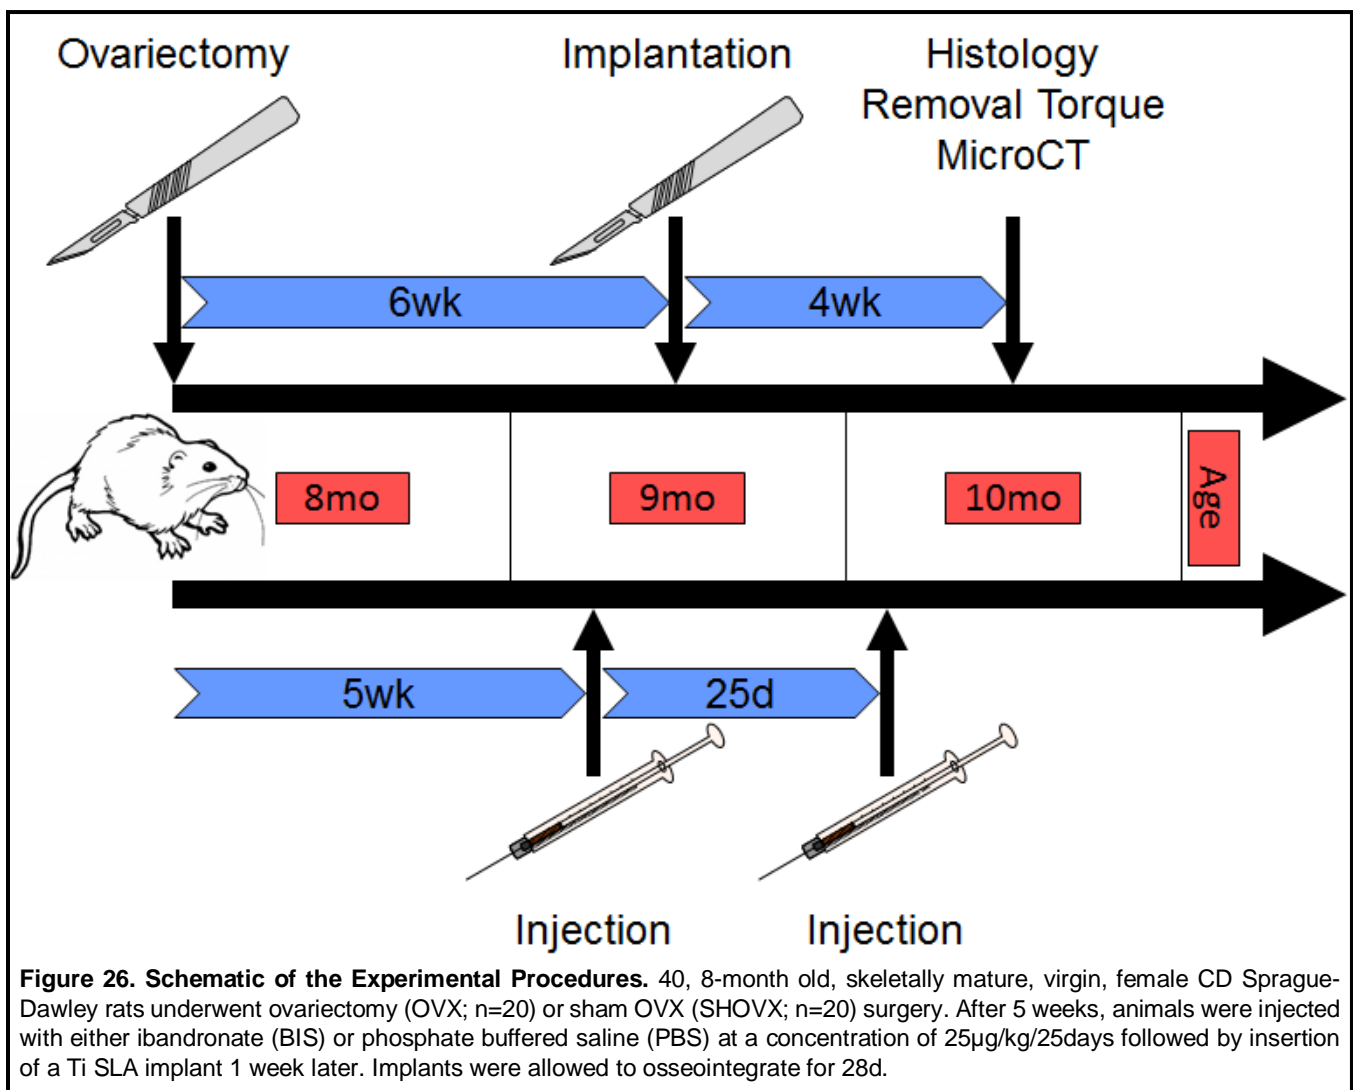 Ovariectomy
Implantation
Histology
Removal Torque
MicroCT
6wk
4wk
8mo
9mo
10mo
Age
5wk
25d
Injection
Injection
Figure 26. Schematic of the Experimental Procedures. 40, 8-month old, skeletally mature, virgin, female CD Sprague-
Dawley rats underwent ovariectomy (OVX; n=20) or sham OVX (SHOVX; n=20) surgery. After 5 weeks, animals were injected
with either ibandronate (BIS) or phosphate buffered saline (PBS) at a concentration of 25µg/kg/25days followed by insertion
of a Ti SLA implant 1 week later. Implants were allowed to osseointegrate for 28d.